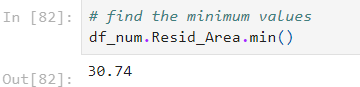 In [82]: # find the minimum values
df_num.Resid_Area.min()
Out[82]: 30.74